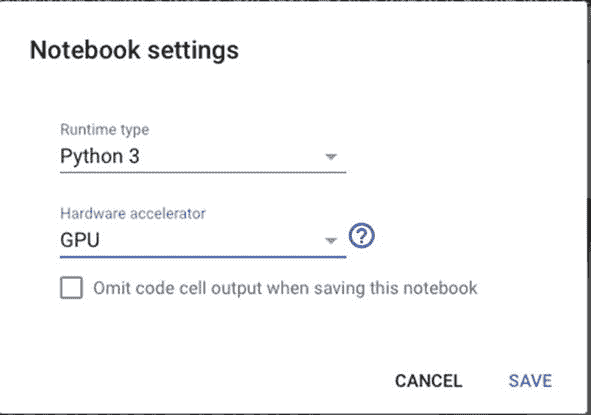 Notebook settings
Runtime type
Python 3
Hardware accelerator
GPU
?
Omit code cell output when saving this notebook
CANCEL SAVE